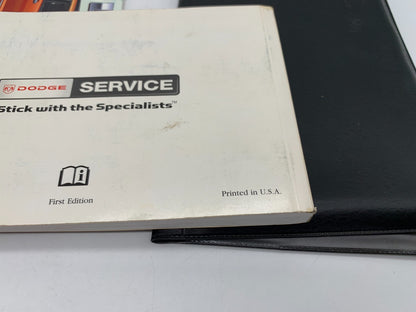 DODGE SERVICE
Stick with the Specialists™
First Edition
Printed in U.S.A.